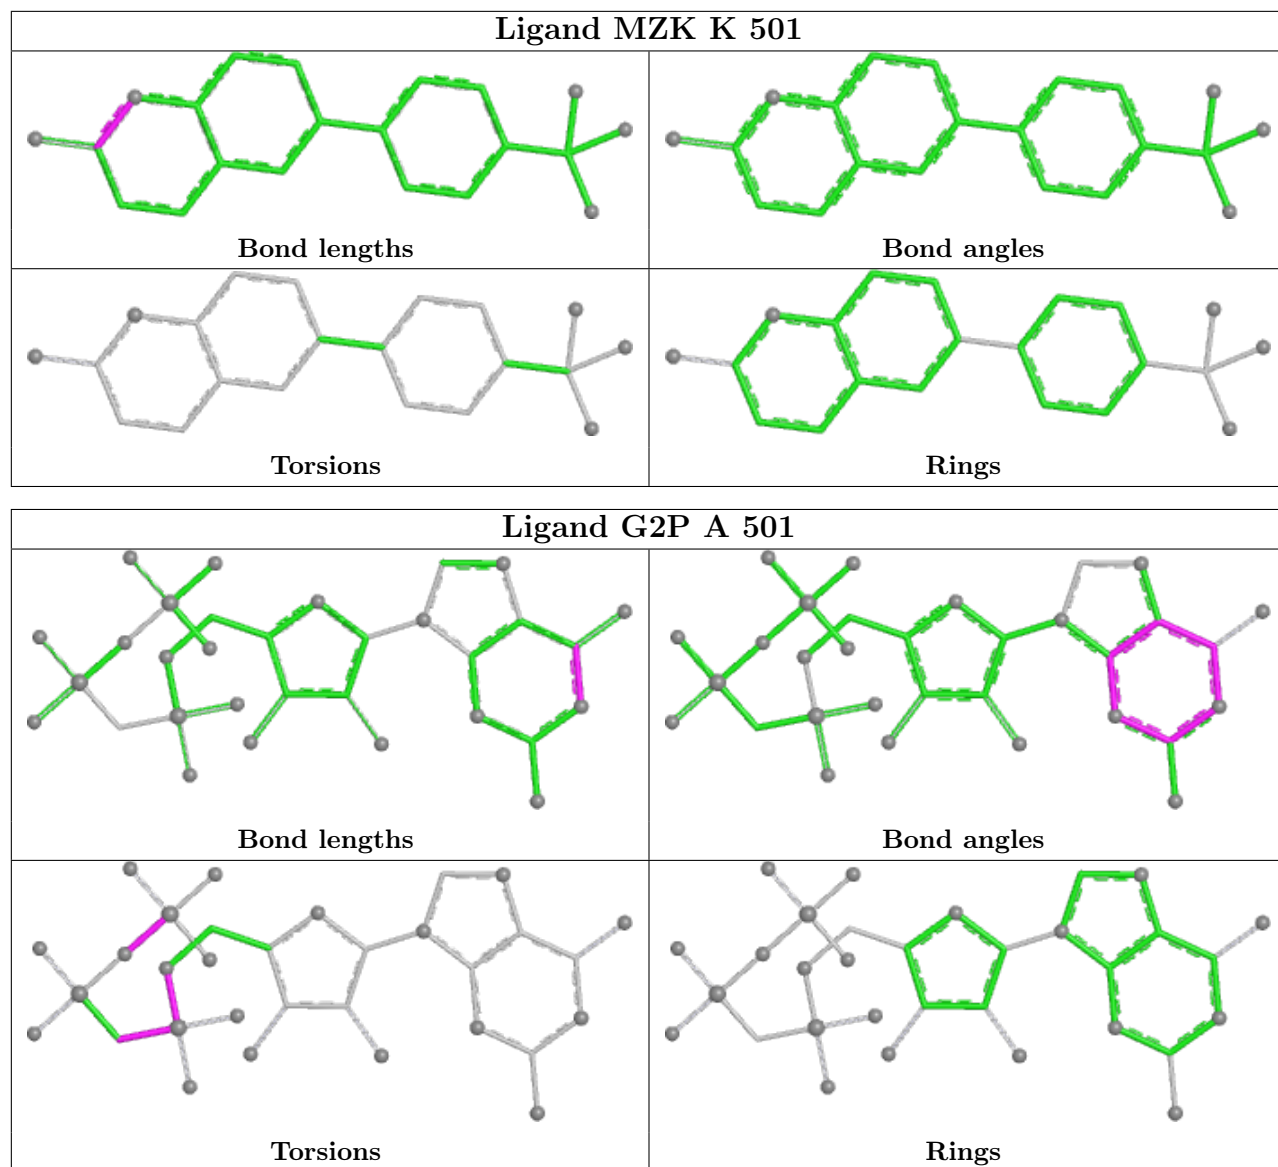 Ligand MZK K 501
Bond lengths
Bond angles
Torsions
Rings
Ligand G2P A 501
Bond lengths
Bond angles
Torsions
Rings